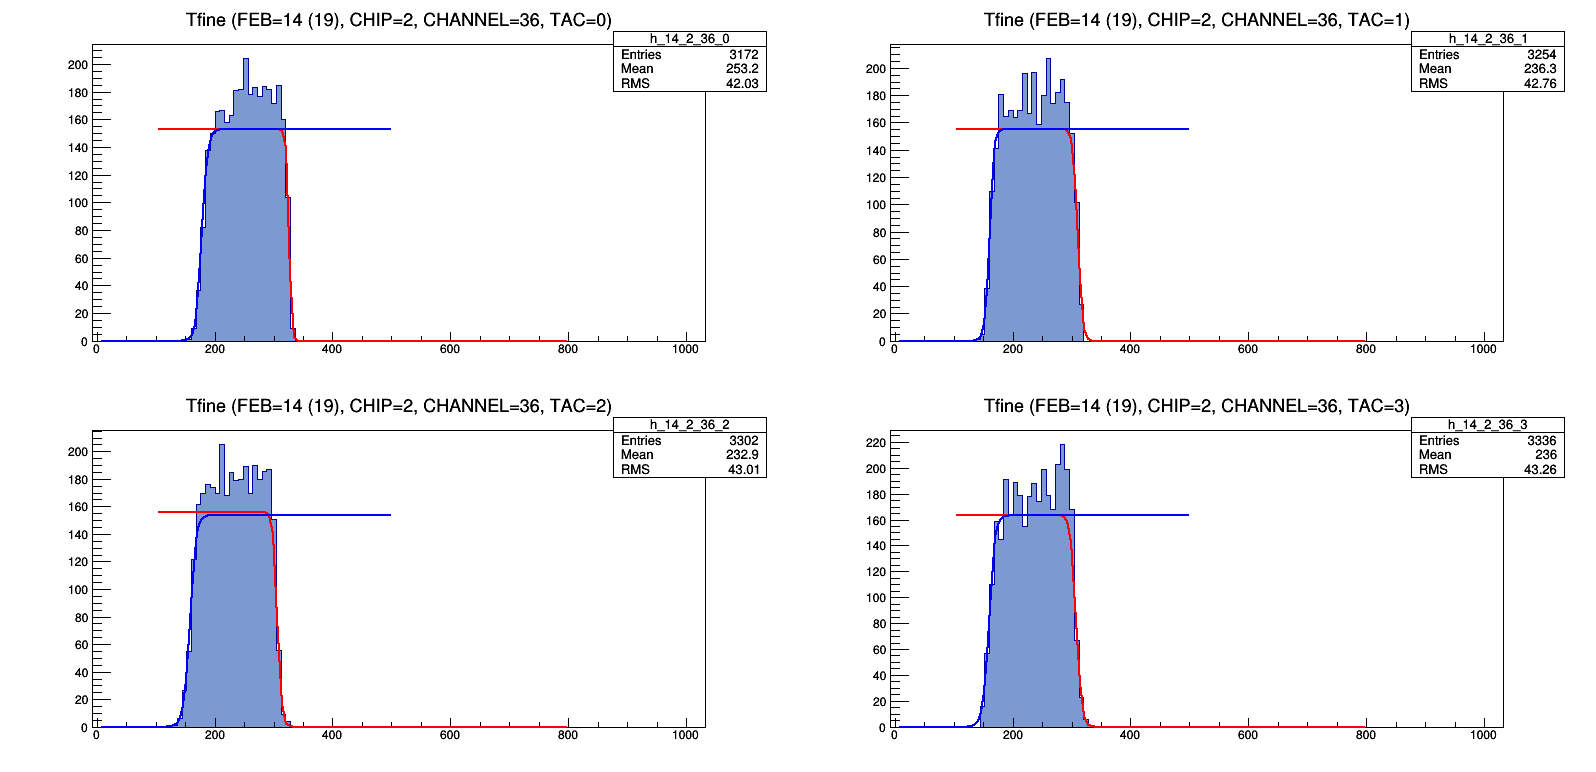 Tfine (FEB=14 (19), CHIP=2, CHANNEL=36, TAC=0)
h_14_2_36_0
Entries 3172
Mean 253.2
RMS 42.03
200
180
160
140
120
100
80
60
40
20
0
0 200 400 600 800 1000
Tfine (FEB=14 (19), CHIP=2, CHANNEL=36, TAC=1)
h_14_2_36_1
Entries 3254
Mean 236.3
RMS 42.76
200
180
160
140
120
100
80
60
40
20
0
0 200 400 600 800 1000
Tfine (FEB=14 (19), CHIP=2, CHANNEL=36, TAC=2)
h_14_2_36_2
Entries 3302
Mean 232.9
RMS 43.01
200
180
160
140
120
100
80
60
40
20
0
0 200 400 600 800 1000
Tfine (FEB=14 (19), CHIP=2, CHANNEL=36, TAC=3)
h_14_2_36_3
Entries 3336
Mean 236
RMS 43.26
220
200
180
160
140
120
100
80
60
40
20
0
0 200 400 600 800 1000